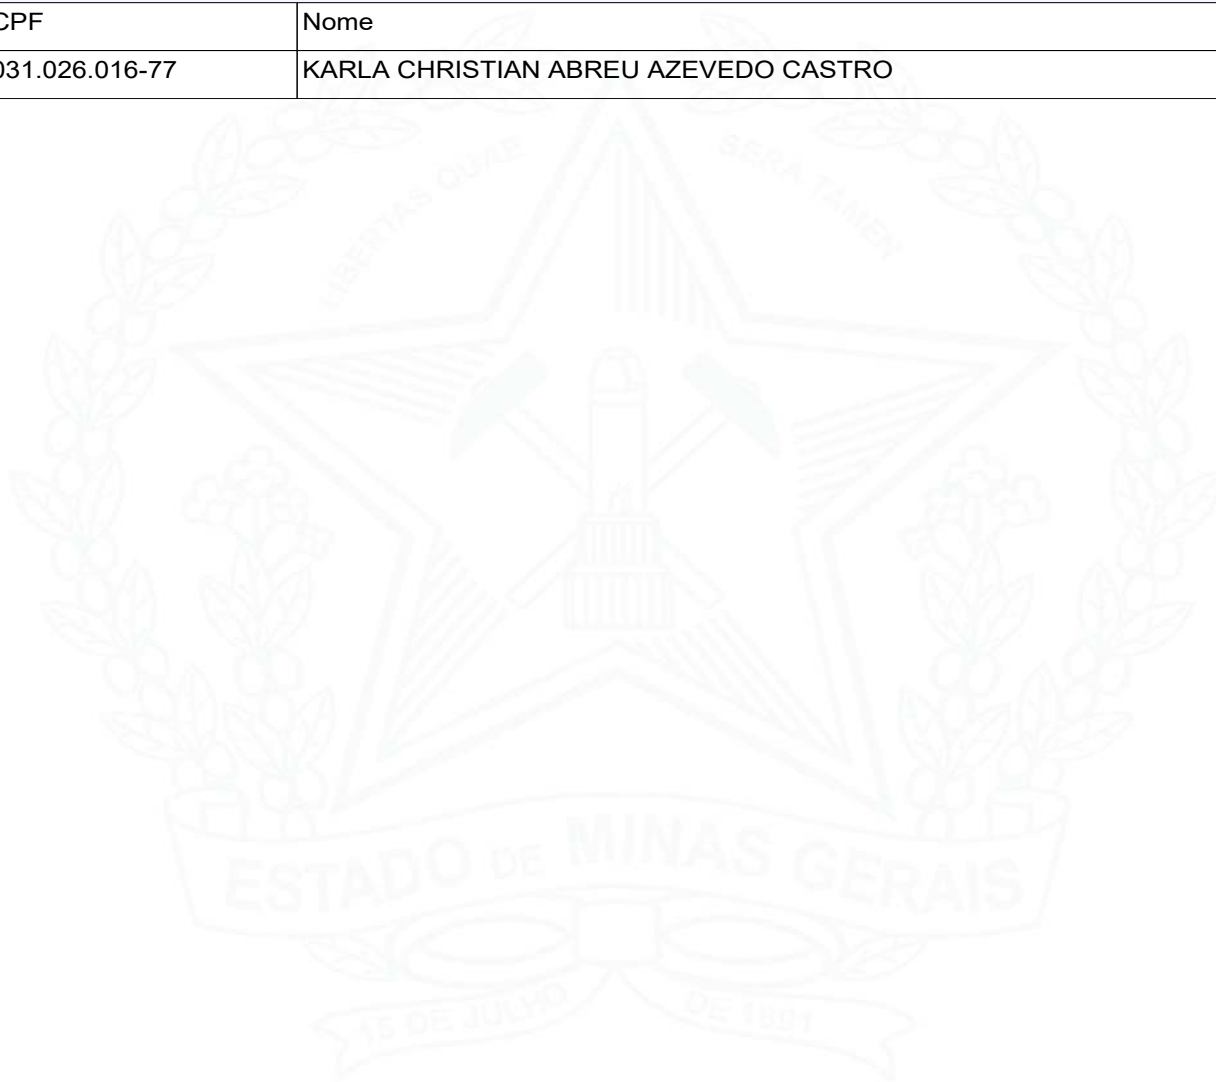 CPF Nome
031.026.016-77 KARLA CHRISTIAN ABREU AZEVEDO CASTRO
LIBERTAS QUAE SERA TAMEN
ESTADO DE MINAS GERAIS
15 DE JULHO DE 1891